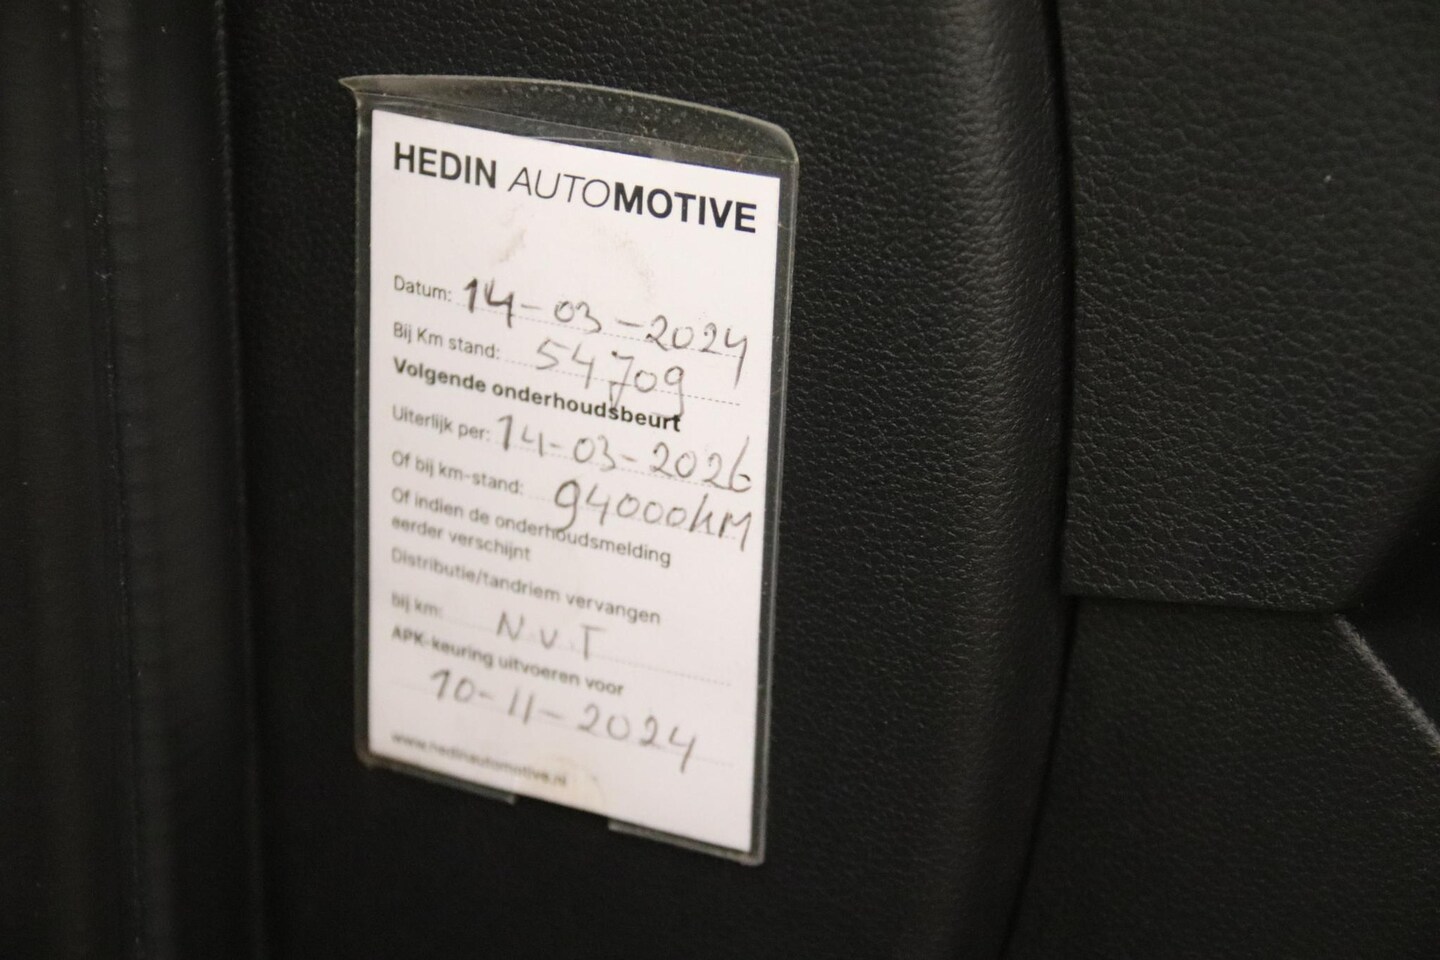 HEDIN AUTOMOTIVE
Datum: 14-03-2024
Bij Km stand: 54709
Volgende onderhoudsbeurt
Uiterlijk per: 14-03-2026
Of bij km-stand: 94000KM
Of indien de onderhoudsmelding
eerder verschijnt
Distributie/tandriem vervangen
bij km: N.V.T
APK-keuring uitvoeren voor
10-11-2024
www.hedinautomotive.nl